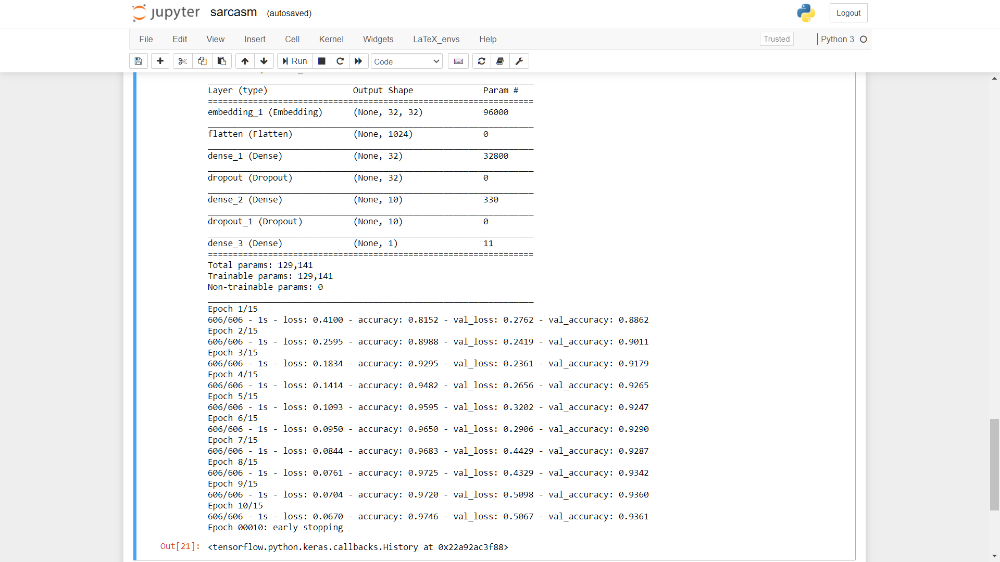 jupyter sarcasm (autosaved) Logout
File Edit View Insert Cell Kernel Widgets LaTeX_envs Help Trusted Python 3
Run Code
_________________________________________________________________
Layer (type) Output Shape Param #
=================================================================
embedding_1 (Embedding) (None, 32, 32) 96000
_________________________________________________________________
flatten (Flatten) (None, 1024) 0
_________________________________________________________________
dense_1 (Dense) (None, 32) 32800
_________________________________________________________________
dropout (Dropout) (None, 32) 0
_________________________________________________________________
dense_2 (Dense) (None, 10) 330
_________________________________________________________________
dropout_1 (Dropout) (None, 10) 0
_________________________________________________________________
dense_3 (Dense) (None, 1) 11
=================================================================
Total params: 129,141
Trainable params: 129,141
Non-trainable params: 0
_________________________________________________________________
Epoch 1/15
606/606 - 1s - loss: 0.4100 - accuracy: 0.8152 - val_loss: 0.2762 - val_accuracy: 0.8862
Epoch 2/15
606/606 - 1s - loss: 0.2595 - accuracy: 0.8988 - val_loss: 0.2419 - val_accuracy: 0.9011
Epoch 3/15
606/606 - 1s - loss: 0.1834 - accuracy: 0.9295 - val_loss: 0.2361 - val_accuracy: 0.9179
Epoch 4/15
606/606 - 1s - loss: 0.1414 - accuracy: 0.9482 - val_loss: 0.2656 - val_accuracy: 0.9265
Epoch 5/15
606/606 - 1s - loss: 0.1093 - accuracy: 0.9595 - val_loss: 0.3202 - val_accuracy: 0.9247
Epoch 6/15
606/606 - 1s - loss: 0.0950 - accuracy: 0.9650 - val_loss: 0.2906 - val_accuracy: 0.9290
Epoch 7/15
606/606 - 1s - loss: 0.0844 - accuracy: 0.9683 - val_loss: 0.4429 - val_accuracy: 0.9287
Epoch 8/15
606/606 - 1s - loss: 0.0761 - accuracy: 0.9725 - val_loss: 0.4329 - val_accuracy: 0.9342
Epoch 9/15
606/606 - 1s - loss: 0.0704 - accuracy: 0.9720 - val_loss: 0.5098 - val_accuracy: 0.9360
Epoch 10/15
606/606 - 1s - loss: 0.0670 - accuracy: 0.9746 - val_loss: 0.5067 - val_accuracy: 0.9361
Epoch 00010: early stopping
Out[21]: <tensorflow.python.keras.callbacks.History at 0x22a92ac3f88>